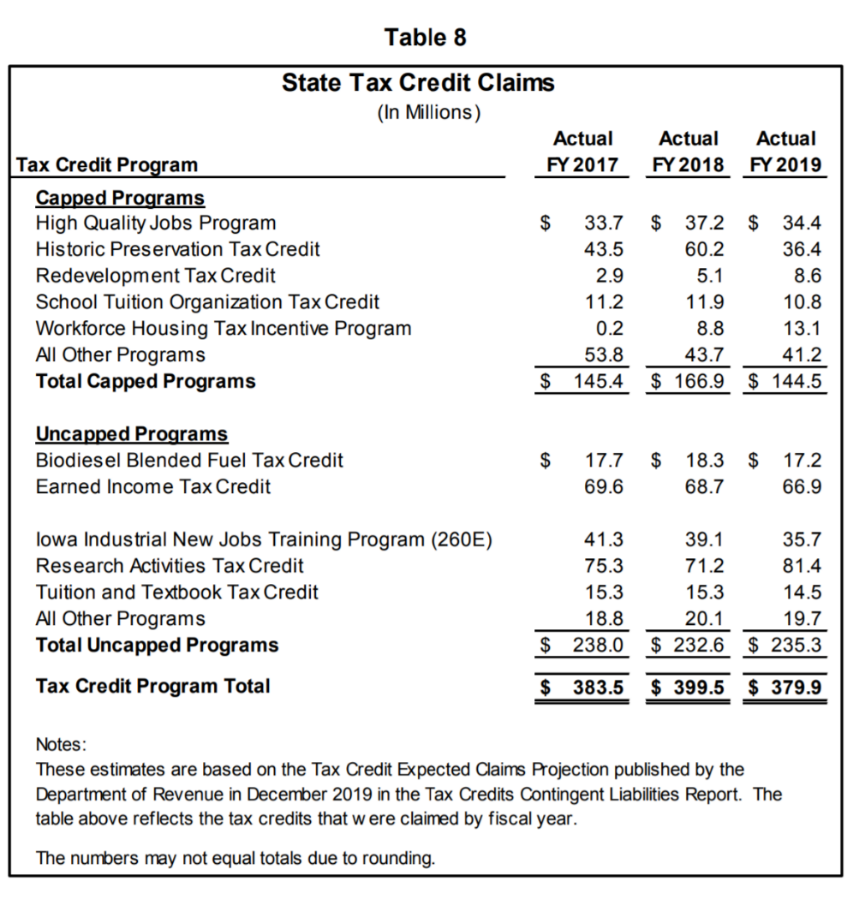 Table 8
State Tax Credit Claims
(In Millions)
Actual Actual Actual
Tax Credit Program FY 2017 FY 2018 FY 2019
Capped Programs
High Quality Jobs Program $ 33.7 $ 37.2 $ 34.4
Historic Preservation Tax Credit 43.5 60.2 36.4
Redevelopment Tax Credit 2.9 5.1 8.6
School Tuition Organization Tax Credit 11.2 11.9 10.8
Workforce Housing Tax Incentive Program 0.2 8.8 13.1
All Other Programs 53.8 43.7 41.2
Total Capped Programs $ 145.4 $ 166.9 $ 144.5
Uncapped Programs
Biodiesel Blended Fuel Tax Credit $ 17.7 $ 18.3 $ 17.2
Earned Income Tax Credit 69.6 68.7 66.9
Iowa Industrial New Jobs Training Program (260E) 41.3 39.1 35.7
Research Activities Tax Credit 75.3 71.2 81.4
Tuition and Textbook Tax Credit 15.3 15.3 14.5
All Other Programs 18.8 20.1 19.7
Total Uncapped Programs $ 238.0 $ 232.6 $ 235.3
Tax Credit Program Total $ 383.5 $ 399.5 $ 379.9
Notes:
These estimates are based on the Tax Credit Expected Claims Projection published by the
Department of Revenue in December 2019 in the Tax Credits Contingent Liabilities Report. The
table above reflects the tax credits that were claimed by fiscal year.
The numbers may not equal totals due to rounding.